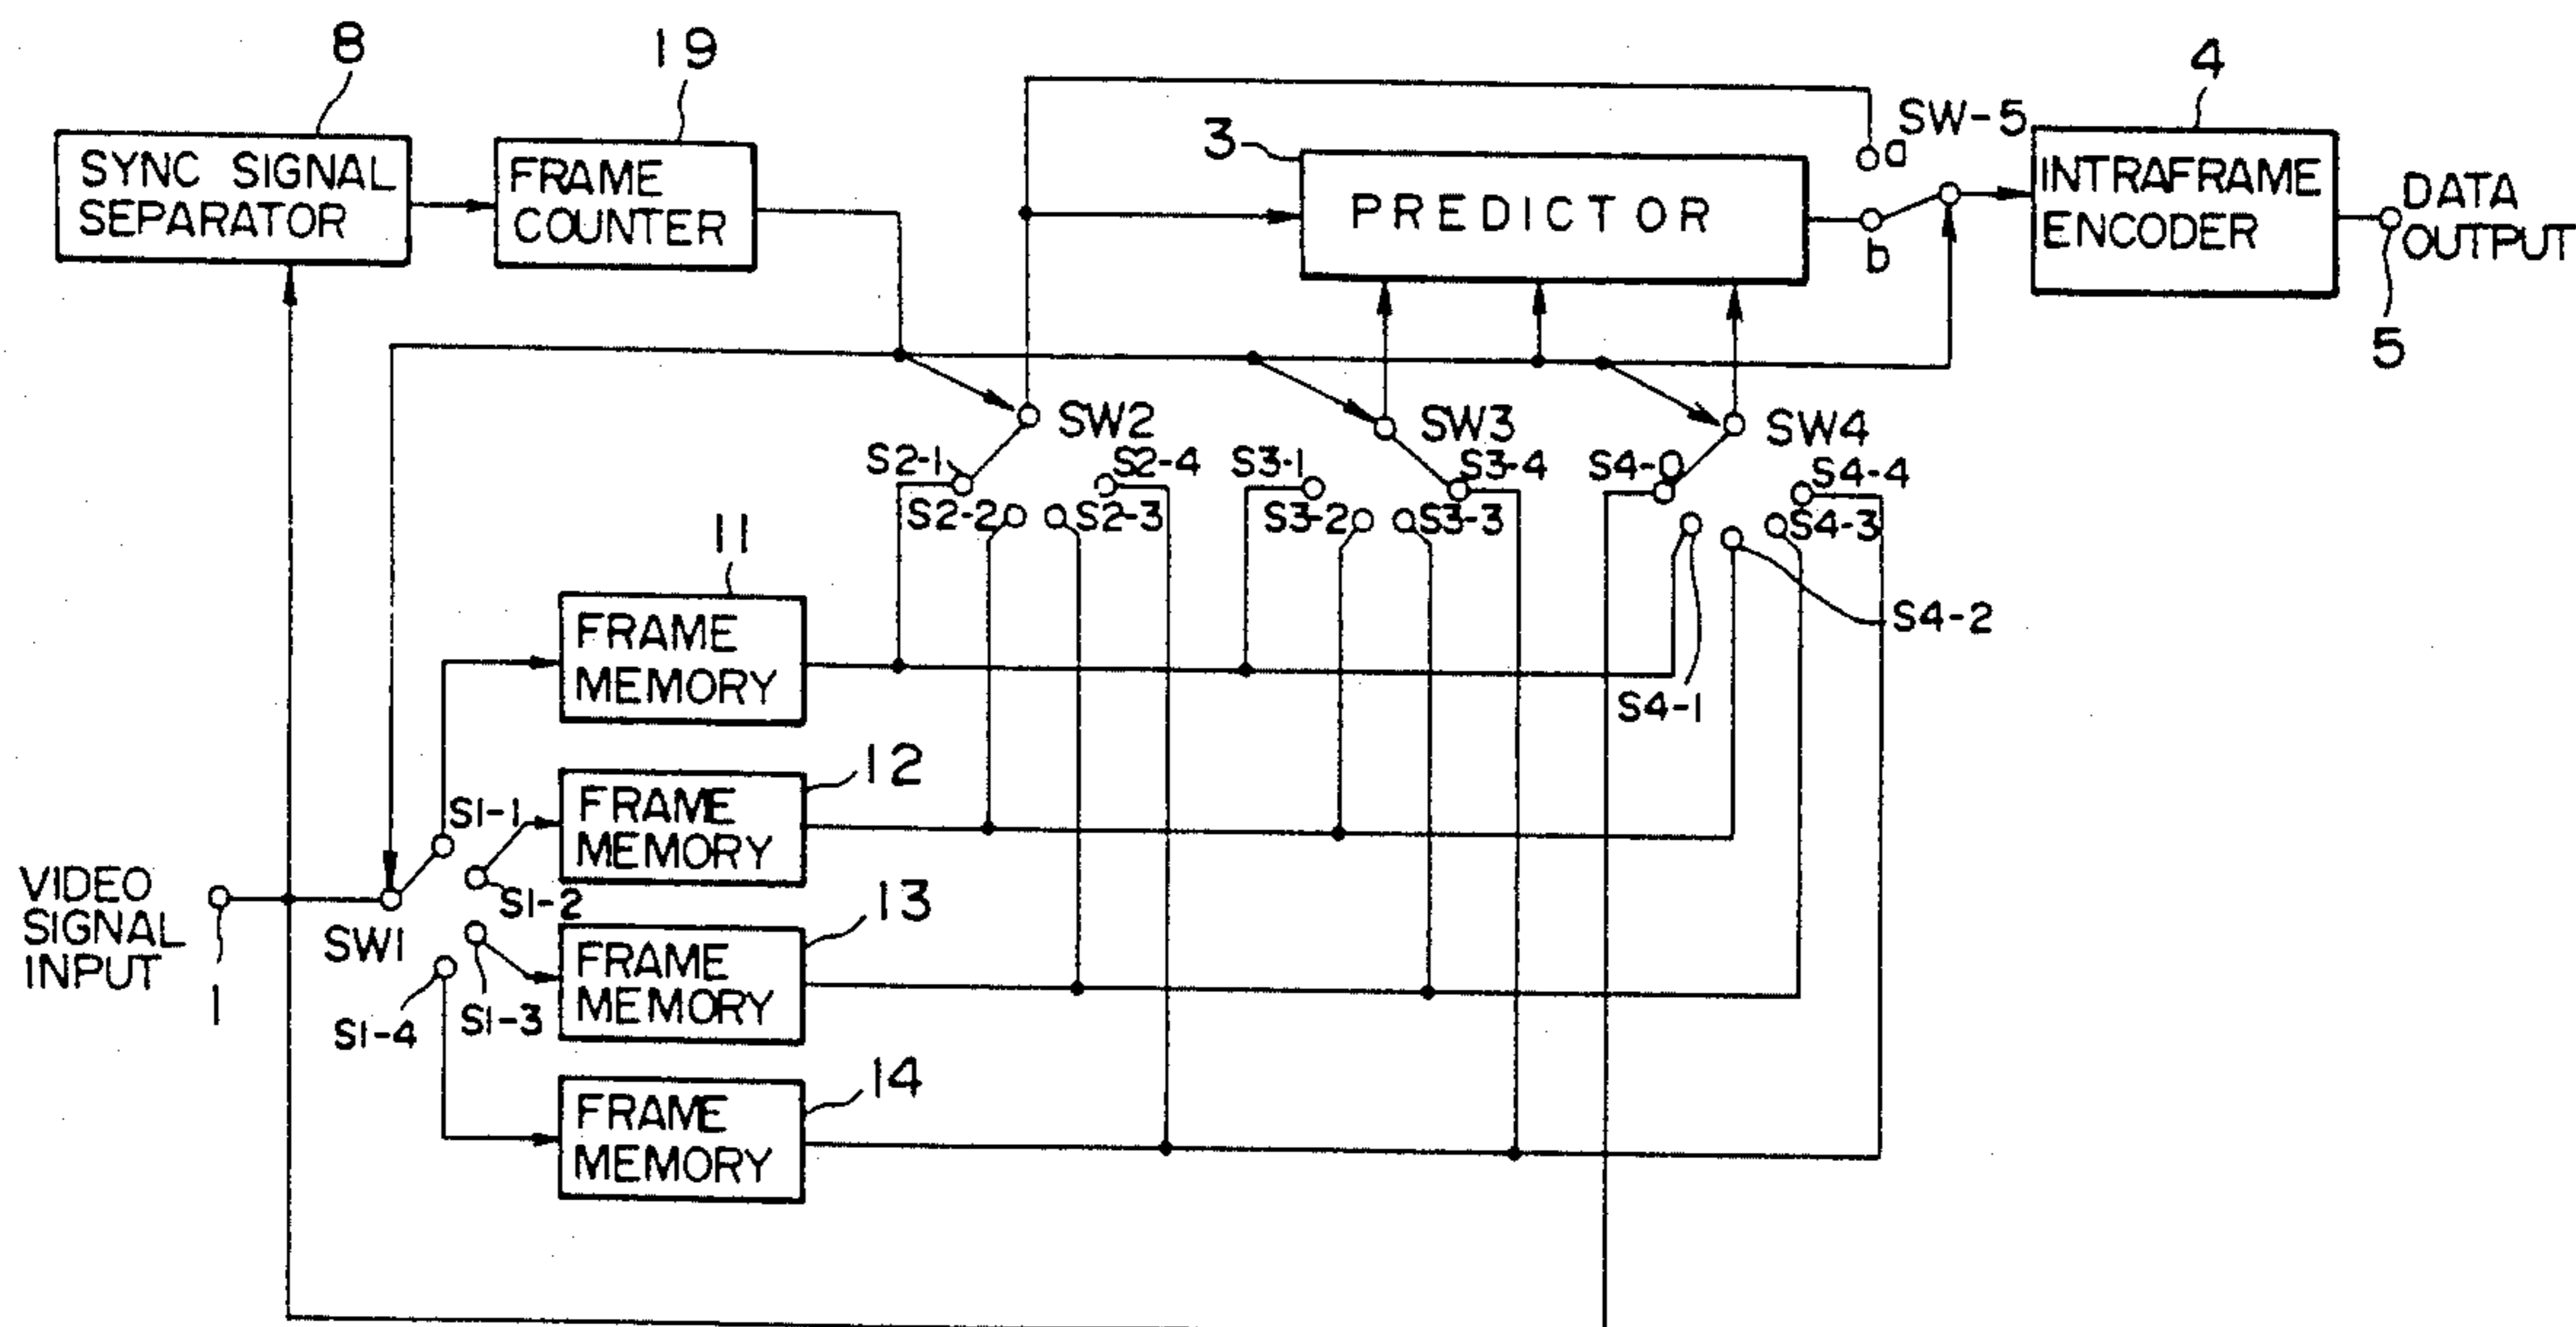 8
19
4
SYNC SIGNAL
SEPARATOR
FRAME
COUNTER
3
PREDICTOR
a
SW-5
b
INTRAFRAME
ENCODER
DATA
OUTPUT
5
SW2
SW3
SW4
S2-1
S2-2
S2-3
S2-4
S3-1
S3-2
S3-3
S3-4
S4-0
S4-4
S4-3
S4-2
S4-1
11
FRAME
MEMORY
12
FRAME
MEMORY
13
FRAME
MEMORY
14
FRAME
MEMORY
S1-1
S1-2
S1-3
S1-4
SW1
VIDEO
SIGNAL
INPUT
1